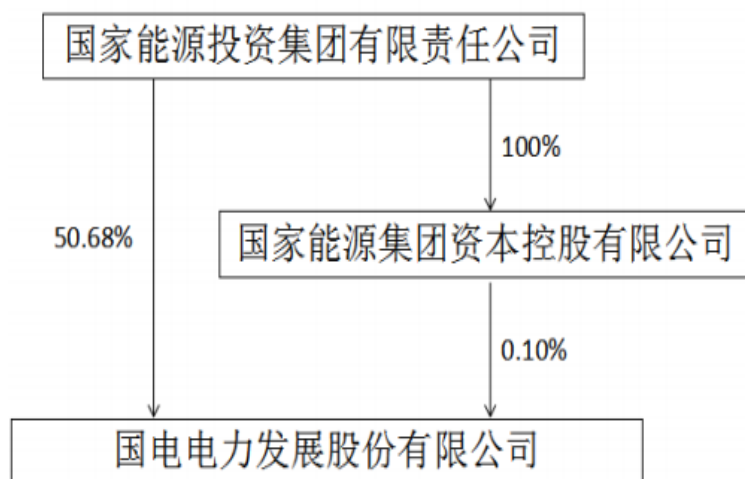 国家能源投资集团有限责任公司
100%
50.68%
国家能源集团资本控股有限公司
0.10%
国电电力发展股份有限公司